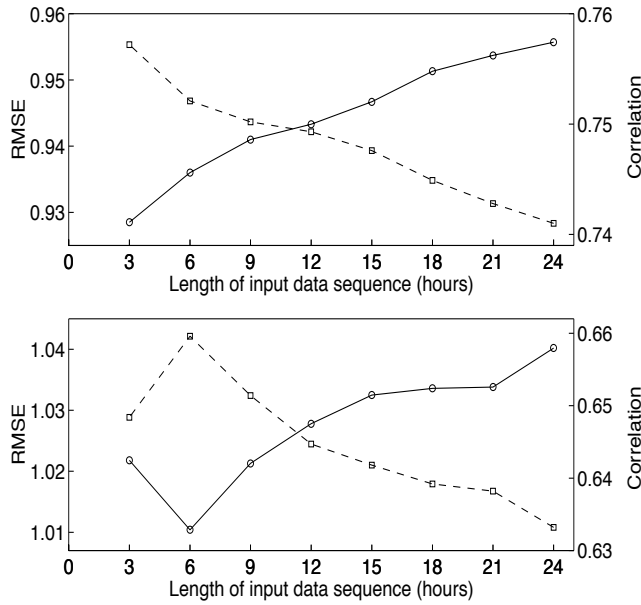 0.96
0.95
0.94
0.93
RMSE
0.76
0.75
0.74
Correlation
0 3 6 9 12 15 18 21 24
Length of input data sequence (hours)
1.04
1.03
1.02
1.01
RMSE
0.66
0.65
0.64
0.63
Correlation
0 3 6 9 12 15 18 21 24
Length of input data sequence (hours)